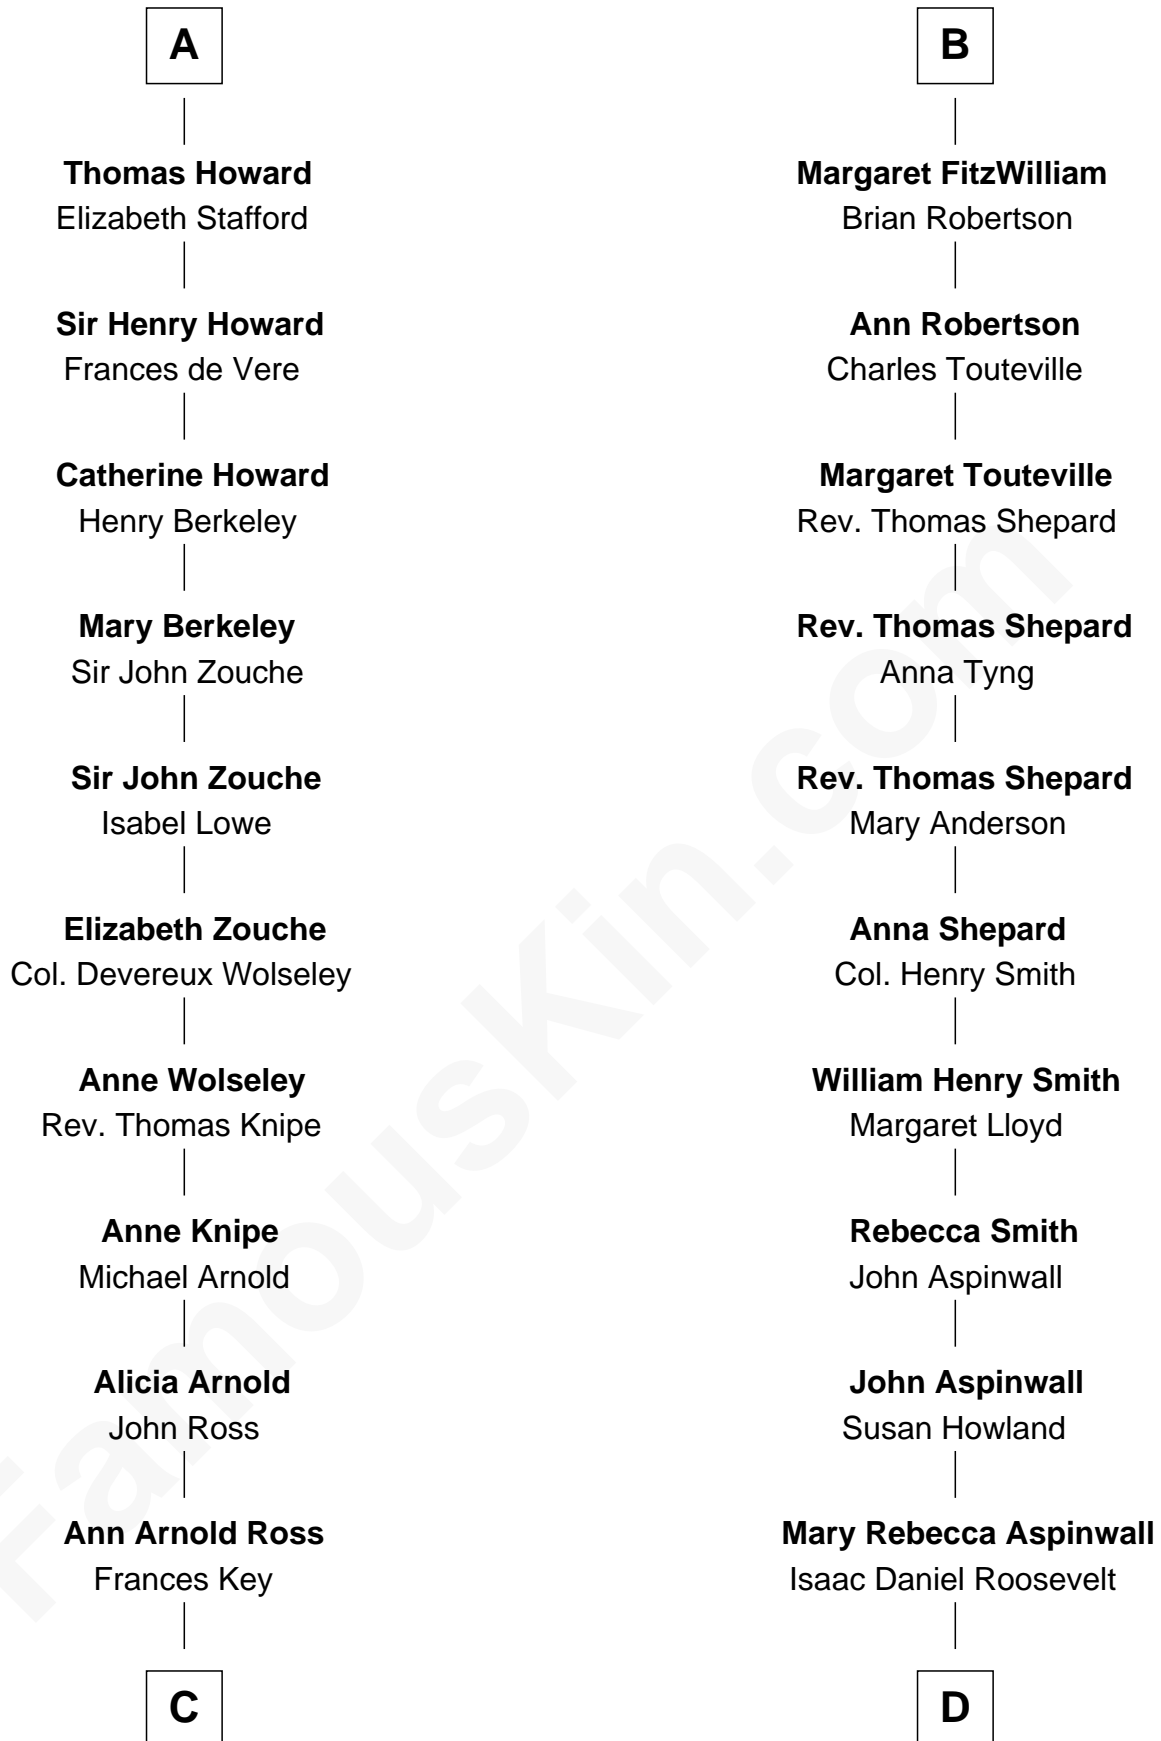 A
Thomas Howard
Elizabeth Stafford
Sir Henry Howard
Frances de Vere
Catherine Howard
Henry Berkeley
Mary Berkeley
Sir John Zouche
Sir John Zouche
Isabel Lowe
Elizabeth Zouche
Col. Devereux Wolseley
Anne Wolseley
Rev. Thomas Knipe
Anne Knipe
Michael Arnold
Alicia Arnold
John Ross
Ann Arnold Ross
Frances Key
C
B
Margaret FitzWilliam
Brian Robertson
Ann Robertson
Charles Touteville
Margaret Touteville
Rev. Thomas Shepard
Rev. Thomas Shepard
Anna Tyng
Rev. Thomas Shepard
Mary Anderson
Anna Shepard
Col. Henry Smith
William Henry Smith
Margaret Lloyd
Rebecca Smith
John Aspinwall
John Aspinwall
Susan Howland
Mary Rebecca Aspinwall
Isaac Daniel Roosevelt
D
FamousKin.com